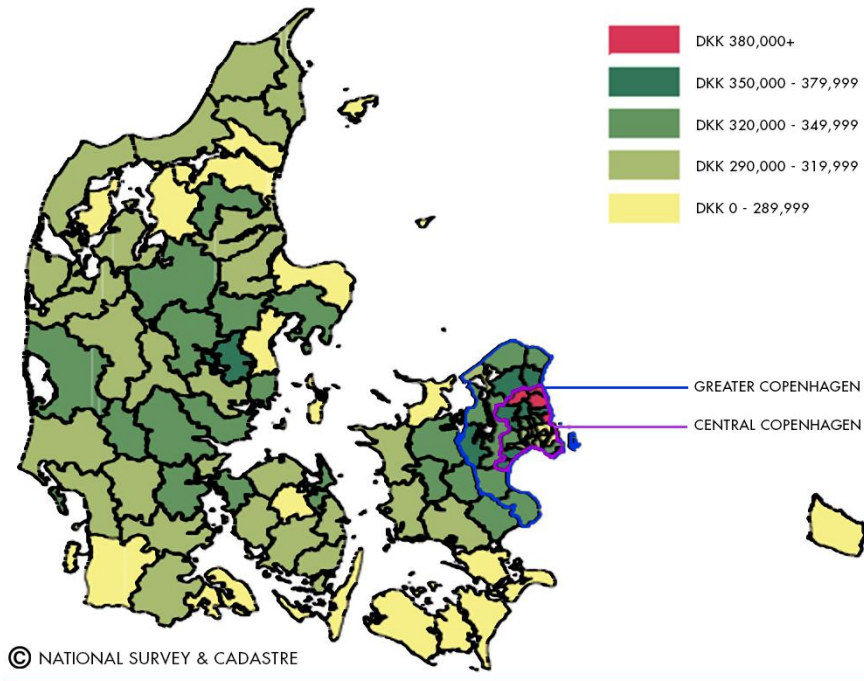 DKK 380,000+
DKK 350,000 - 379,999
DKK 320,000 - 349,999
DKK 290,000 - 319,999
DKK 0 - 289,999
GREATER COPENHAGEN
CENTRAL COPENHAGEN
© NATIONAL SURVEY & CADASTRE